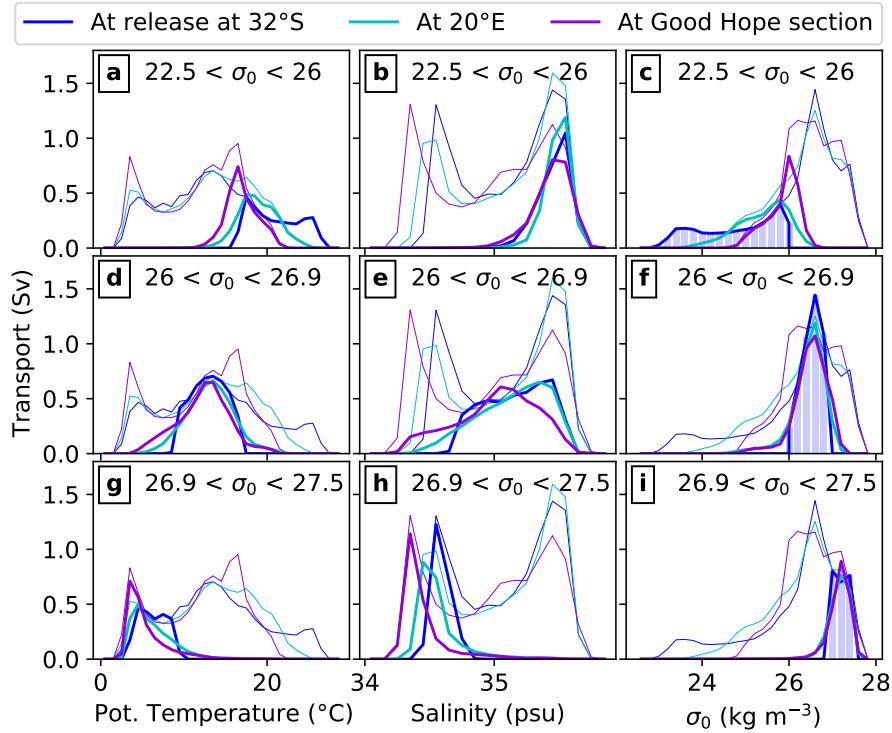 At release at 32°S At 20°E At Good Hope section
a 22.5 < σ₀ < 26 b 22.5 < σ₀ < 26 c 22.5 < σ₀ < 26
1.5
1.0
0.5
0.0
d 26 < σ₀ < 26.9 e 26 < σ₀ < 26.9 f 26 < σ₀ < 26.9
1.5
1.0
0.5
0.0
Transport (Sv)
g 26.9 < σ₀ < 27.5 h 26.9 < σ₀ < 27.5 i 26.9 < σ₀ < 27.5
1.5
1.0
0.5
0.0
0 20 34 35 24 26 28
Pot. Temperature (°C) Salinity (psu) σ₀ (kg m⁻³)